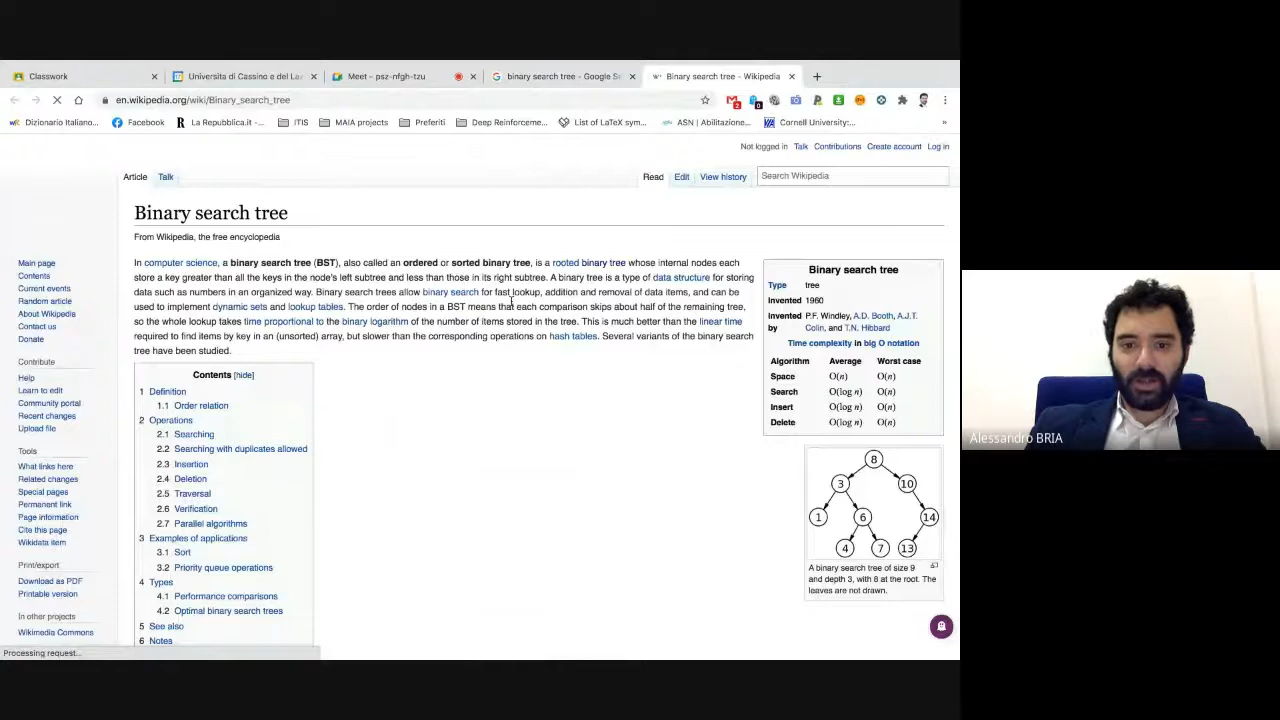 Classwork
Universita di Cassino e del Laz
Meet - psz-nfgh-tzu
binary search tree - Google Se
Binary search tree - Wikipedia
en.wikipedia.org/wiki/Binary_search_tree
Dizionario Italiano...
Facebook
La Repubblica.it -...
ITIS
MAIA projects
Preferiti
Deep Reinforceme...
List of LaTeX sym...
ASN | Abilitazione...
Cornell University:...
»
Not logged in Talk Contributions Create account Log in
Article Talk
Read Edit View history
Search Wikipedia
Binary search tree
From Wikipedia, the free encyclopedia
In computer science, a binary search tree (BST), also called an ordered or sorted binary tree, is a rooted binary tree whose internal nodes each
store a key greater than all the keys in the node's left subtree and less than those in its right subtree. A binary tree is a type of data structure for storing
data such as numbers in an organized way. Binary search trees allow binary search for fast lookup, addition and removal of data items, and can be
used to implement dynamic sets and lookup tables. The order of nodes in a BST means that each comparison skips about half of the remaining tree,
so the whole lookup takes time proportional to the binary logarithm of the number of items stored in the tree. This is much better than the linear time
required to find items by key in an (unsorted) array, but slower than the corresponding operations on hash tables. Several variants of the binary search
tree have been studied.
Main page
Contents
Current events
Random article
About Wikipedia
Contact us
Donate
Contribute
Help
Learn to edit
Community portal
Recent changes
Upload file
Tools
What links here
Related changes
Special pages
Permanent link
Page information
Cite this page
Wikidata item
Print/export
Download as PDF
Printable version
In other projects
Wikimedia Commons
Processing request...
Contents [hide]
1 Definition
1.1 Order relation
2 Operations
2.1 Searching
2.2 Searching with duplicates allowed
2.3 Insertion
2.4 Deletion
2.5 Traversal
2.6 Verification
2.7 Parallel algorithms
3 Examples of applications
3.1 Sort
3.2 Priority queue operations
4 Types
4.1 Performance comparisons
4.2 Optimal binary search trees
5 See also
6 Notes
Binary search tree
Type tree
Invented 1960
Invented P.F. Windley, A.D. Booth, A.J.T.
by Colin, and T.N. Hibbard
Time complexity in big O notation
Algorithm Average Worst case
Space O(n) O(n)
Search O(log n) O(n)
Insert O(log n) O(n)
Delete O(log n) O(n)
8
3 10
1 6 14
4 7 13
A binary search tree of size 9
and depth 3, with 8 at the root. The
leaves are not drawn.
Alessandro BRIA